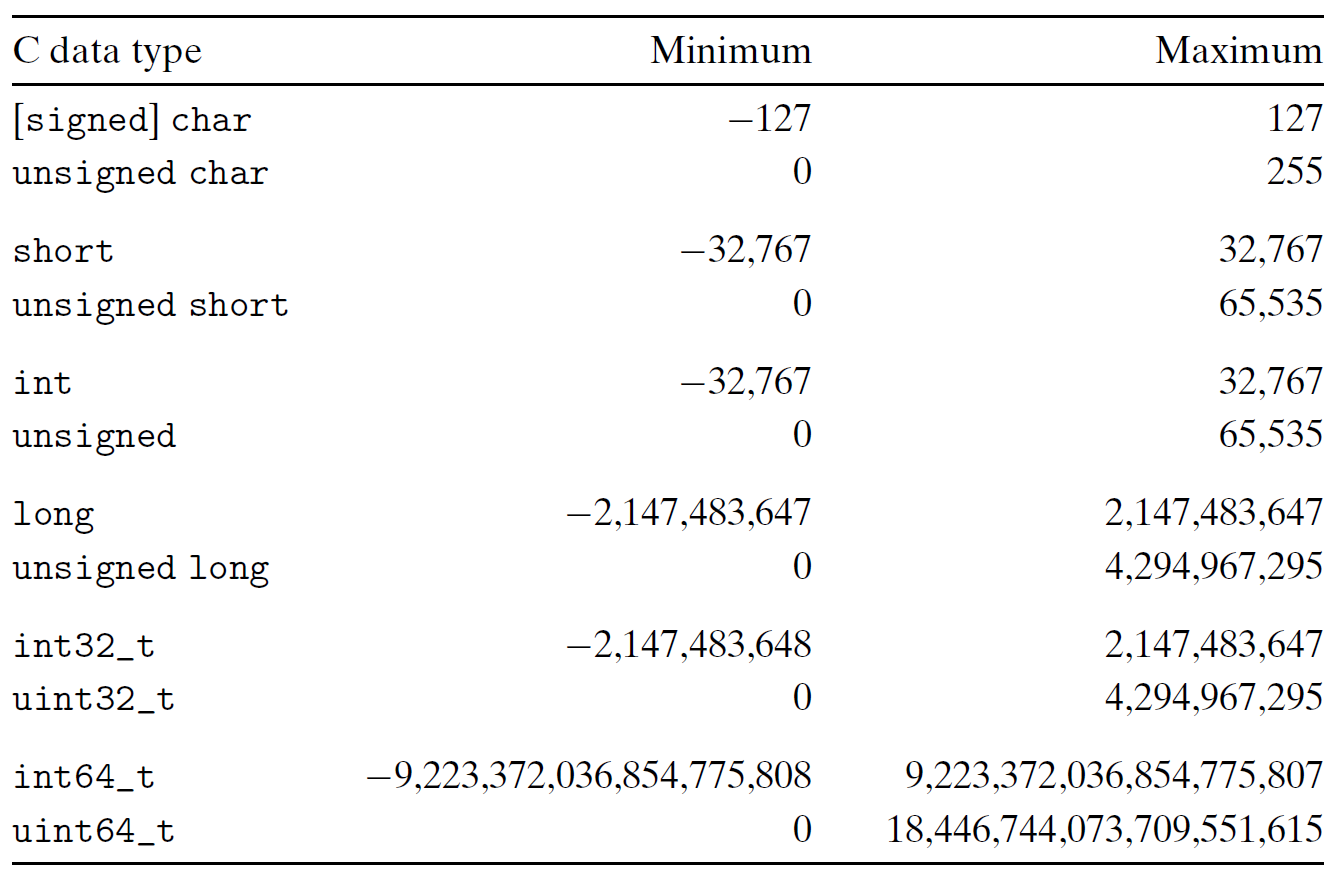 C data type Minimum Maximum
[signed] char −127 127
unsigned char 0 255
short −32,767 32,767
unsigned short 0 65,535
int −32,767 32,767
unsigned 0 65,535
long −2,147,483,647 2,147,483,647
unsigned long 0 4,294,967,295
int32_t −2,147,483,648 2,147,483,647
uint32_t 0 4,294,967,295
int64_t −9,223,372,036,854,775,808 9,223,372,036,854,775,807
uint64_t 0 18,446,744,073,709,551,615